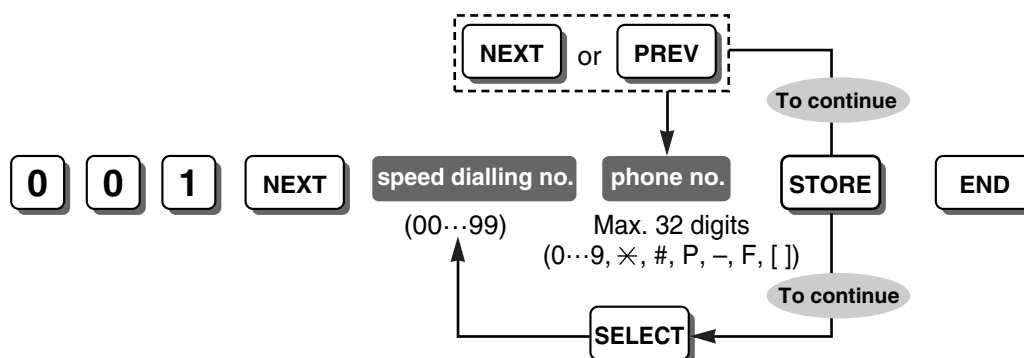 NEXT or PREV
To continue
0 0 1 NEXT speed dialling no. phone no. STORE END
(00···99) Max. 32 digits
(0···9, ✳, #, P, –, F, [ ])
To continue
SELECT